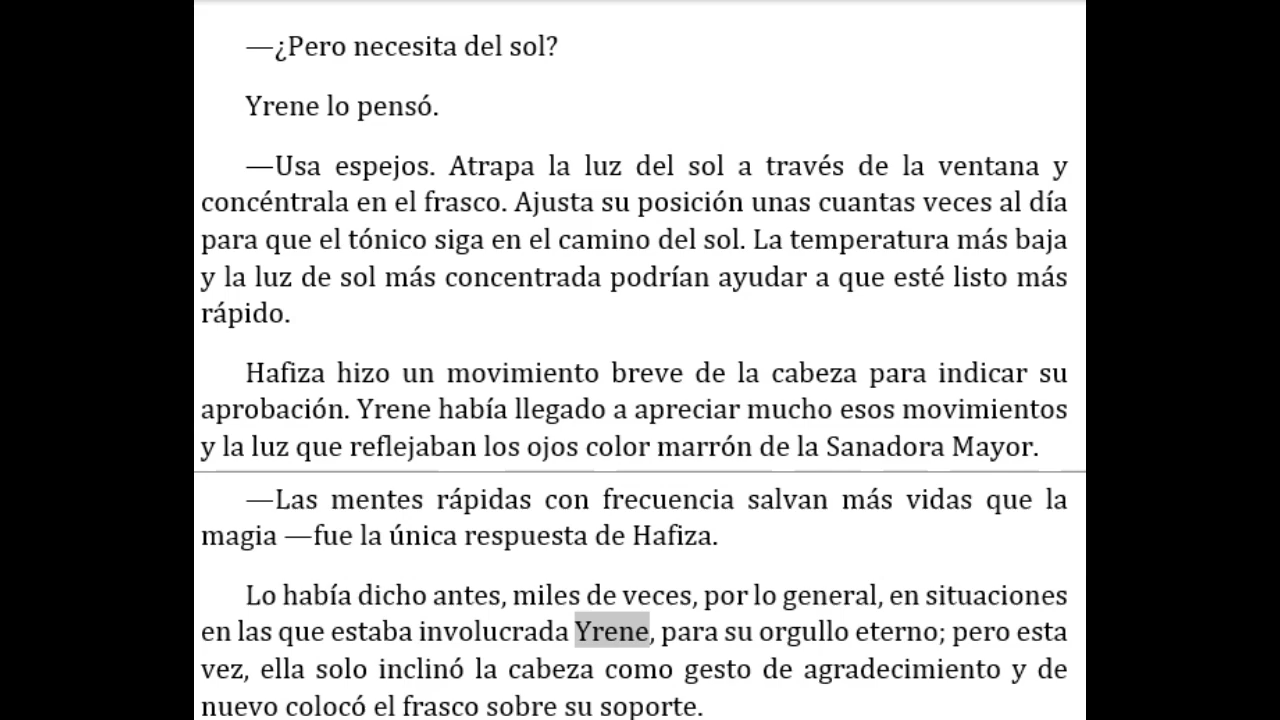 —¿Pero necesita del sol?
Yrene lo pensó.
—Usa espejos. Atrapa la luz del sol a través de la ventana y
concéntrala en el frasco. Ajusta su posición unas cuantas veces al día
para que el tónico siga en el camino del sol. La temperatura más baja
y la luz de sol más concentrada podrían ayudar a que esté listo más
rápido.
Hafiza hizo un movimiento breve de la cabeza para indicar su
aprobación. Yrene había llegado a apreciar mucho esos movimientos
y la luz que reflejaban los ojos color marrón de la Sanadora Mayor.
—Las mentes rápidas con frecuencia salvan más vidas que la
magia —fue la única respuesta de Hafiza.
Lo había dicho antes, miles de veces, por lo general, en situaciones
en las que estaba involucrada Yrene, para su orgullo eterno; pero esta
vez, ella solo inclinó la cabeza como gesto de agradecimiento y de
nuevo colocó el frasco sobre su soporte.